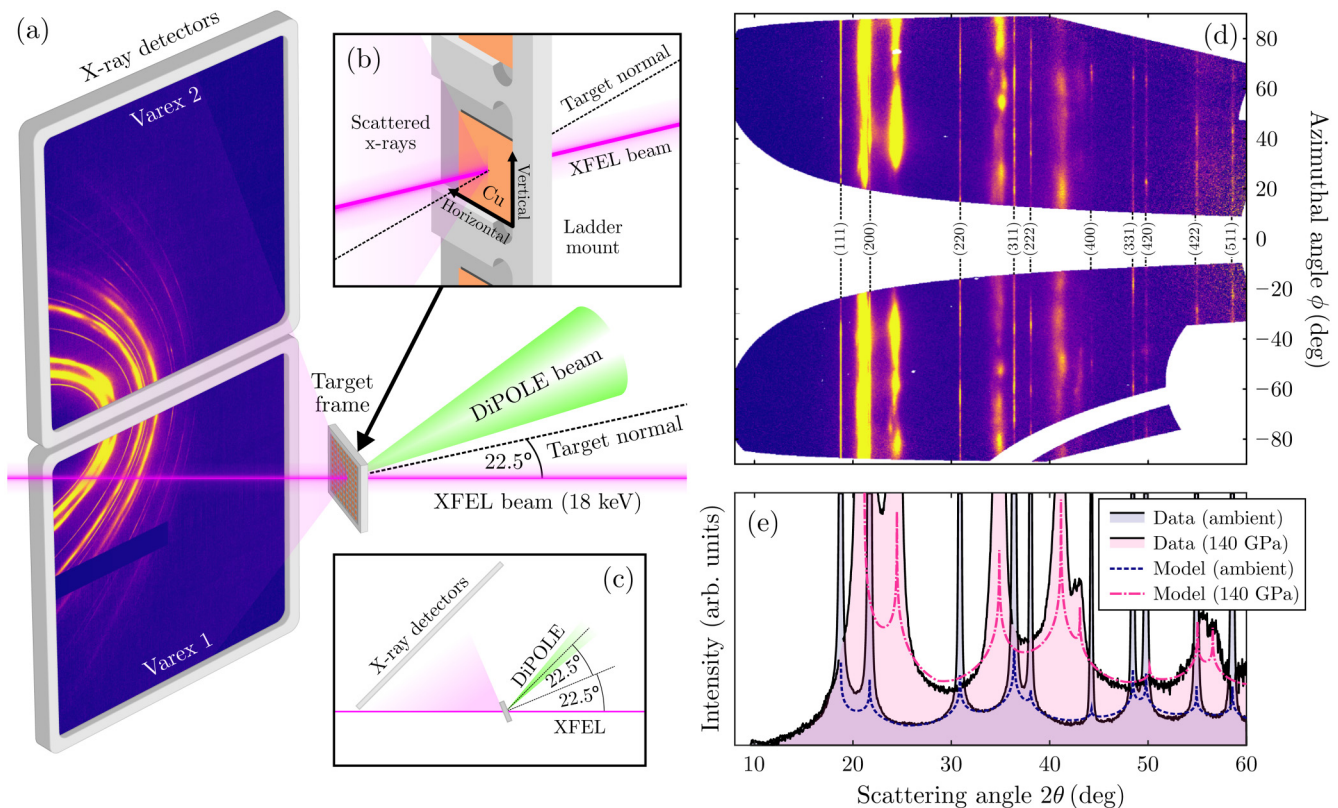 (a)
X-ray detectors
Varex 2
Varex 1
(b)
Target normal
Scattered
x-rays
XFEL beam
Cu
Vertical
Horizontal
Ladder
mount
Target
frame
DiPOLE beam
Target normal
22.5°
XFEL beam (18 keV)
(c)
X-ray detectors
DiPOLE
22.5°
22.5°
XFEL
(d)
80
60
40
20
0
−20
−40
−60
−80
Azimuthal angle ϕ (deg)
(111)
(200)
(220)
(311)
(222)
(400)
(331)
(420)
(422)
(511)
(e)
Data (ambient)
Data (140 GPa)
Model (ambient)
Model (140 GPa)
Intensity (arb. units)
10 20 30 40 50 60
Scattering angle 2θ (deg)